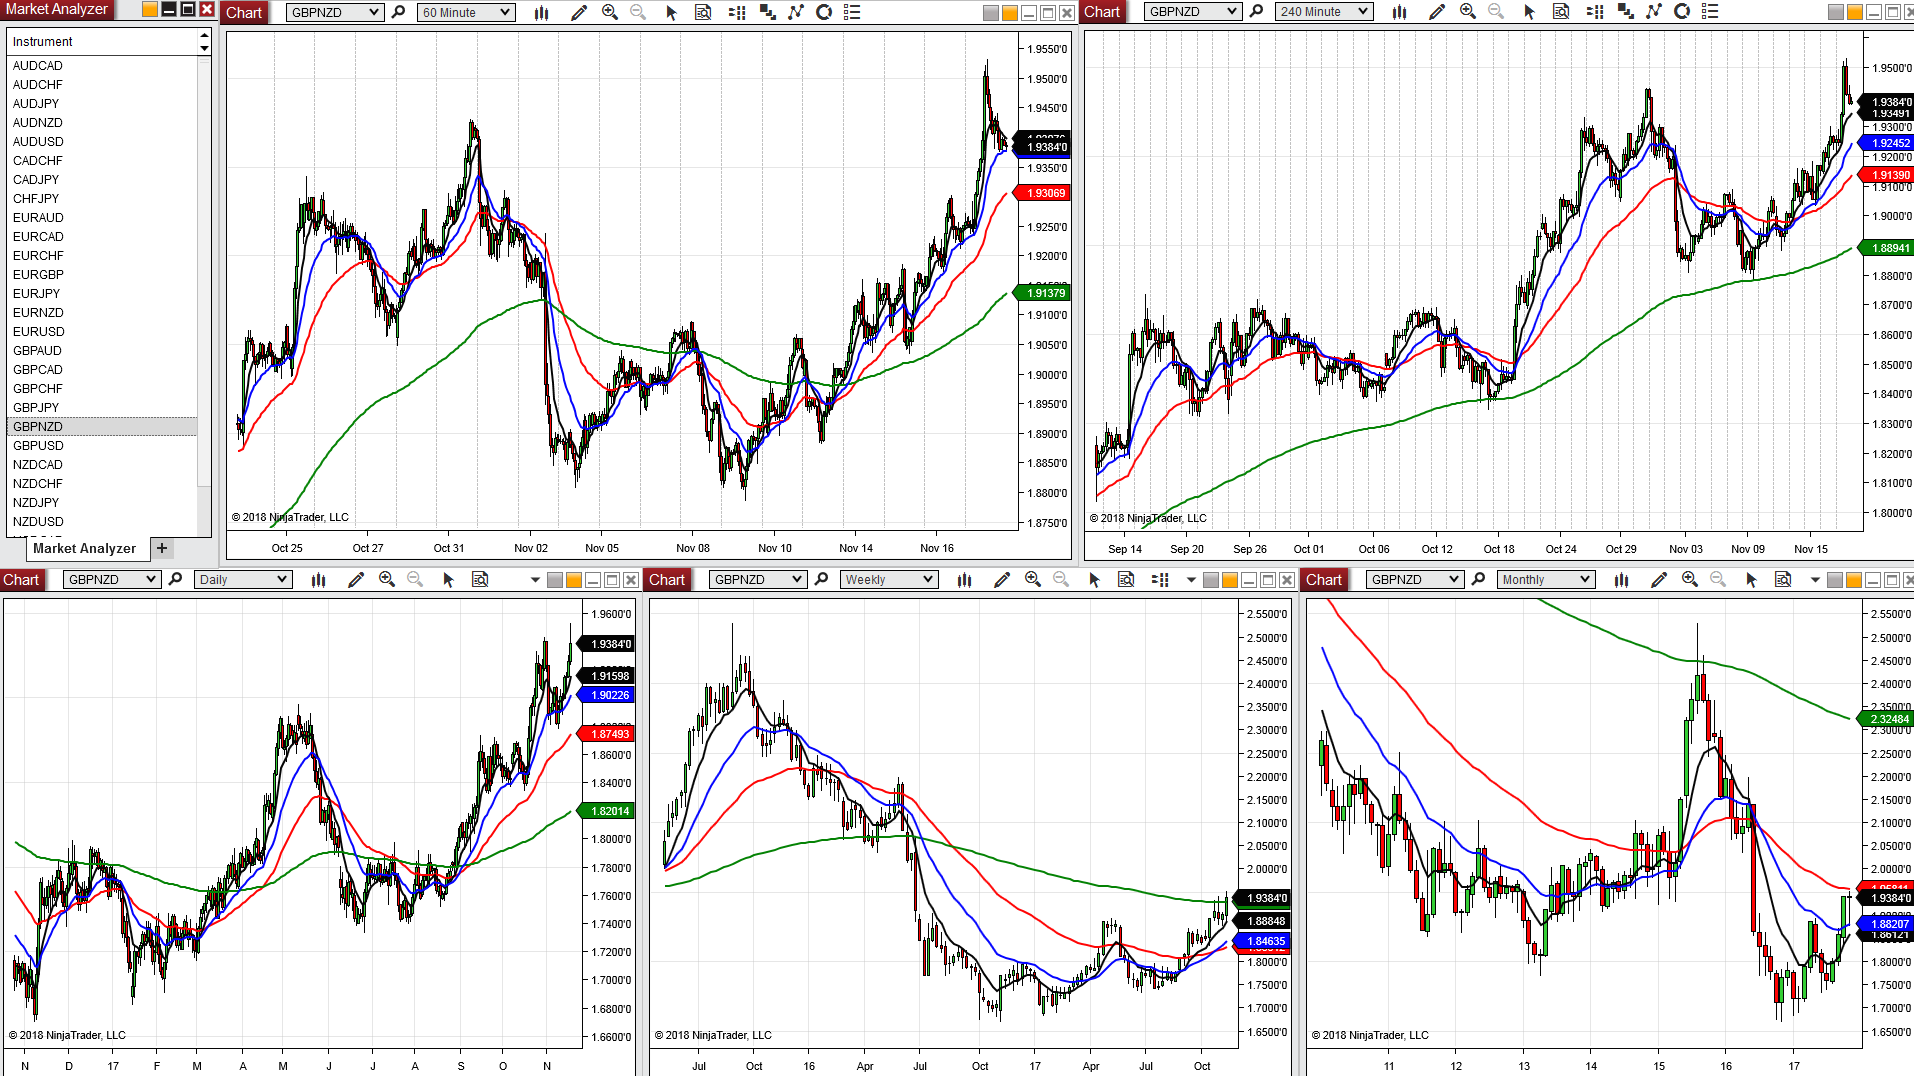 Market Analyzer
Instrument
AUDCAD
AUDCHF
AUDJPY
AUDNZD
AUDUSD
CADCHF
CADJPY
CHFJPY
EURAUD
EURCAD
EURCHF
EURGBP
EURJPY
EURNZD
EURUSD
GBPAUD
GBPCAD
GBPCHF
GBPJPY
GBPNZD
GBPUSD
NZDCAD
NZDCHF
NZDJPY
NZDUSD
Market Analyzer +
Chart GBPNZD 60 Minute
1.9550'0
1.9500'0
1.9450'0
1.9384'0
1.9350'0
1.93069
1.9250'0
1.9200'0
1.91379
1.9100'0
1.9050'0
1.9000'0
1.8950'0
1.8900'0
1.8850'0
1.8800'0
1.8750'0
© 2018 NinjaTrader, LLC
Oct 25 Oct 27 Oct 31 Nov 02 Nov 05 Nov 08 Nov 10 Nov 14 Nov 16
Chart GBPNZD 240 Minute
1.9500'0
1.9384'0
1.93491
1.9300'0
1.92452
1.9200'0
1.91390
1.9100'0
1.9000'0
1.88941
1.8800'0
1.8700'0
1.8600'0
1.8500'0
1.8400'0
1.8300'0
1.8200'0
1.8100'0
1.8000'0
© 2018 NinjaTrader, LLC
Sep 14 Sep 20 Sep 26 Oct 01 Oct 06 Oct 12 Oct 18 Oct 24 Oct 29 Nov 03 Nov 09 Nov 15
Chart GBPNZD Daily
1.9600'0
1.9384'0
1.91598
1.90226
1.87493
1.8600'0
1.8400'0
1.82014
1.8000'0
1.7800'0
1.7600'0
1.7400'0
1.7200'0
1.7000'0
1.6800'0
1.6600'0
© 2018 NinjaTrader, LLC
N D 17 F M A M J J A S O N
Chart GBPNZD Weekly
2.5500'0
2.5000'0
2.4500'0
2.4000'0
2.3500'0
2.3000'0
2.2500'0
2.2000'0
2.1500'0
2.1000'0
2.0500'0
2.0000'0
1.9384'0
1.88848
1.84635
1.8000'0
1.7500'0
1.7000'0
1.6500'0
© 2018 NinjaTrader, LLC
Jul Oct 16 Apr Jul Oct 17 Apr Jul Oct
Chart GBPNZD Monthly
2.5500'0
2.5000'0
2.4500'0
2.4000'0
2.32484
2.3000'0
2.2500'0
2.2000'0
2.1500'0
2.1000'0
2.0500'0
2.0000'0
1.9384'0
1.88207
1.86121
1.8000'0
1.7500'0
1.7000'0
1.6500'0
© 2018 NinjaTrader, LLC
11 12 13 14 15 16 17